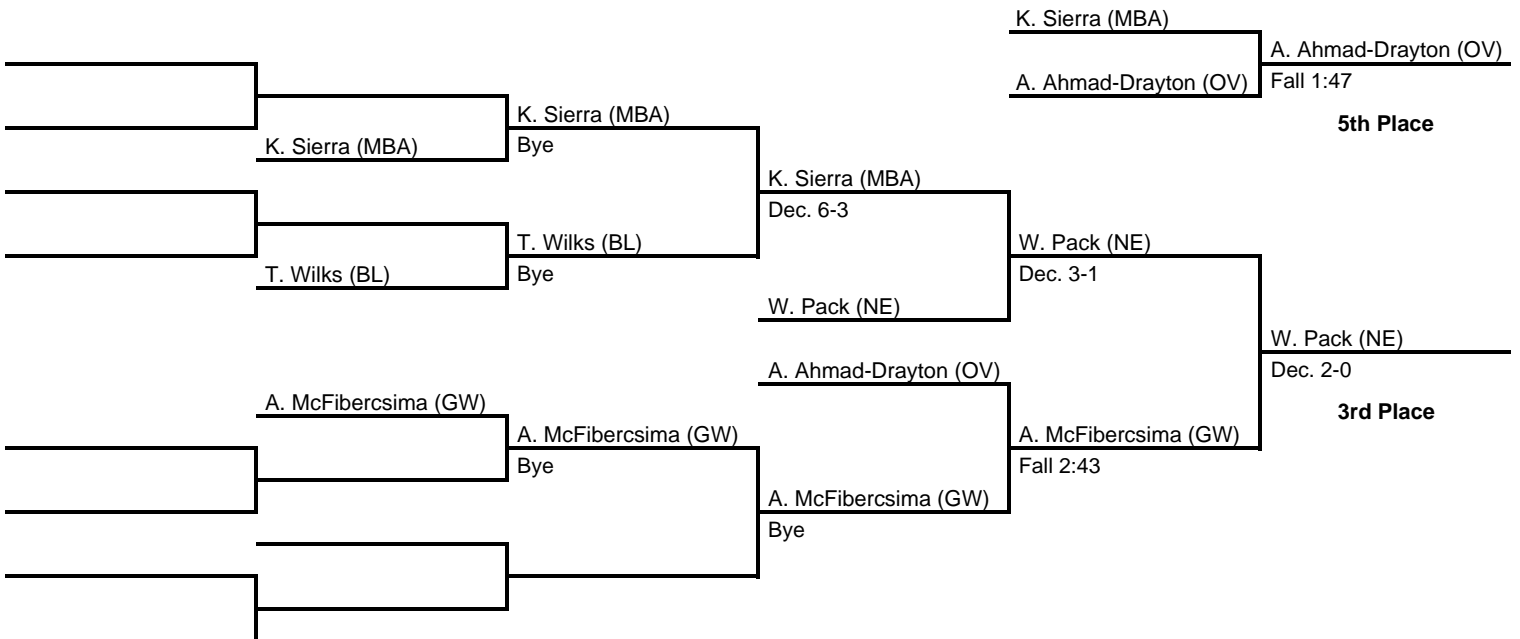 K. Sierra (MBA)
A. Ahmad-Drayton (OV)
A. Ahmad-Drayton (OV)
Fall 1:47
5th Place
K. Sierra (MBA)
K. Sierra (MBA)
Bye
K. Sierra (MBA)
Dec. 6-3
T. Wilks (BL)
T. Wilks (BL)
Bye
W. Pack (NE)
W. Pack (NE)
Dec. 3-1
W. Pack (NE)
Dec. 2-0
3rd Place
A. Ahmad-Drayton (OV)
A. McFibercsima (GW)
A. McFibercsima (GW)
Bye
A. McFibercsima (GW)
Fall 2:43
A. McFibercsima (GW)
Bye